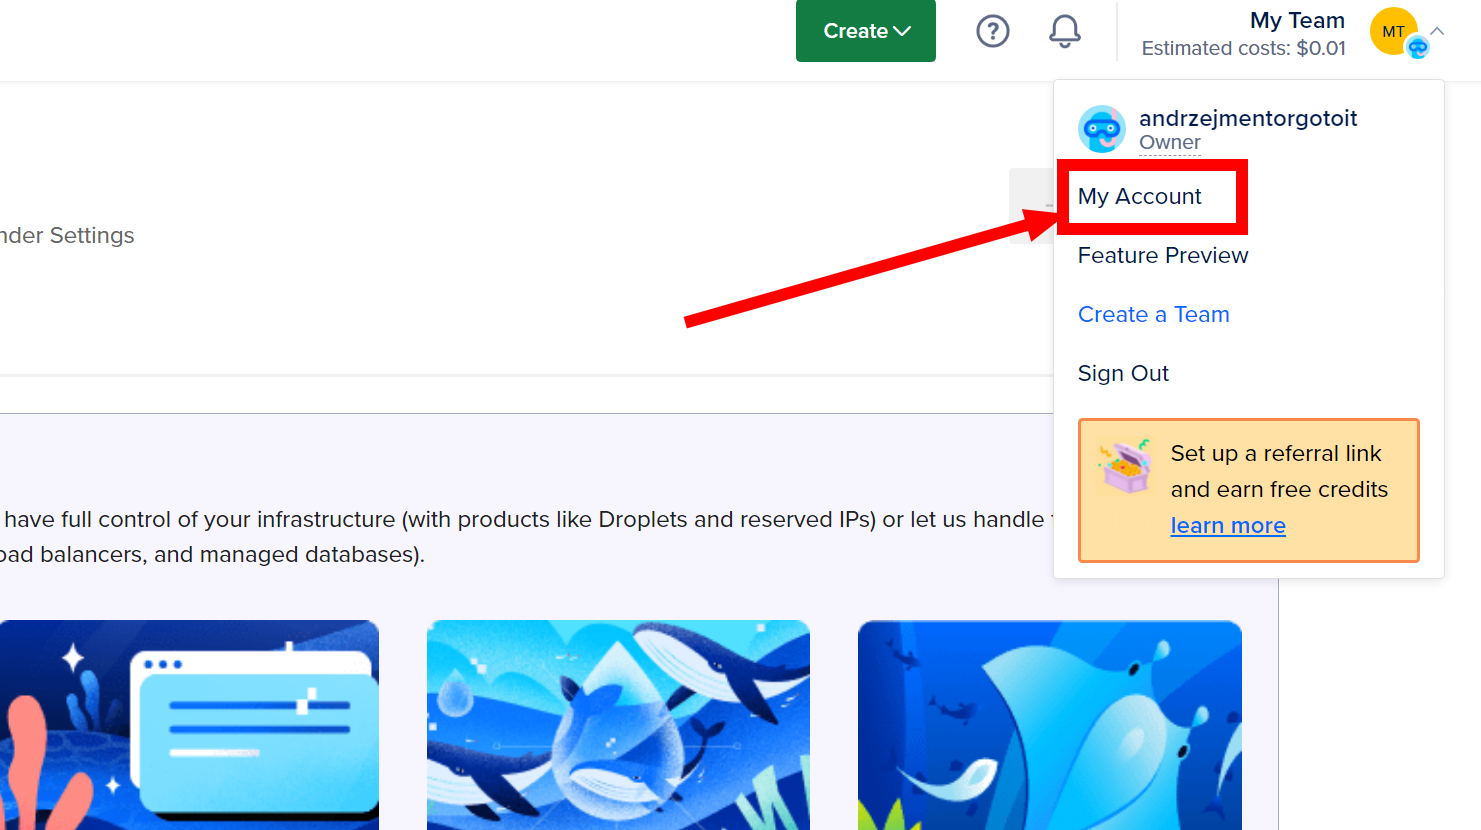 Create
My Team
Estimated costs: $0.01
MT
andrzejmentorgotoit
Owner
My Account
nder Settings
Feature Preview
Create a Team
Sign Out
Set up a referral link
and earn free credits
learn more
have full control of your infrastructure (with products like Droplets and reserved IPs) or let us handle
oad balancers, and managed databases).